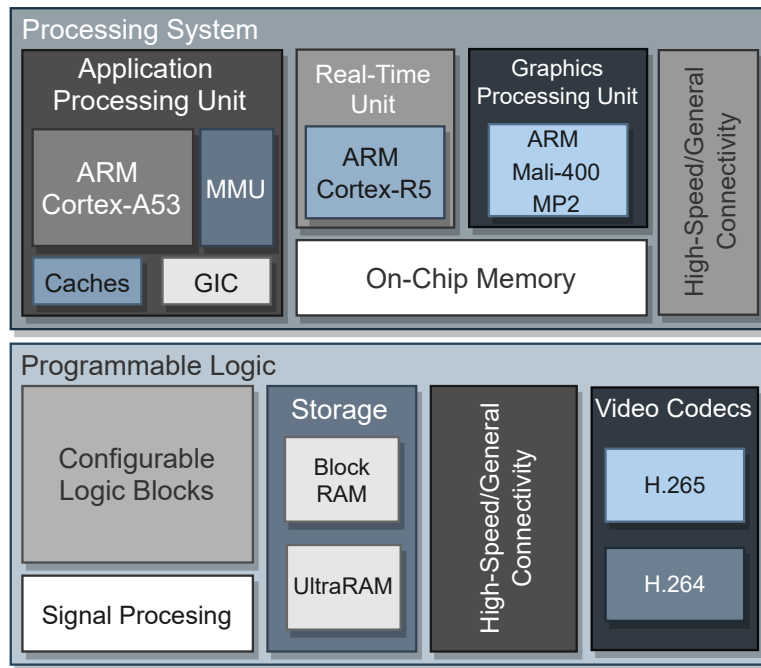 Processing System
Application
Processing Unit
ARM
Cortex-A53
MMU
Caches
GIC
Real-Time
Unit
ARM
Cortex-R5
Graphics
Processing Unit
ARM
Mali-400
MP2
On-Chip Memory
High-Speed/General
Connectivity
Programmable Logic
Configurable
Logic Blocks
Signal Procesing
Storage
Block
RAM
UltraRAM
High-Speed/General
Connectivity
Video Codecs
H.265
H.264